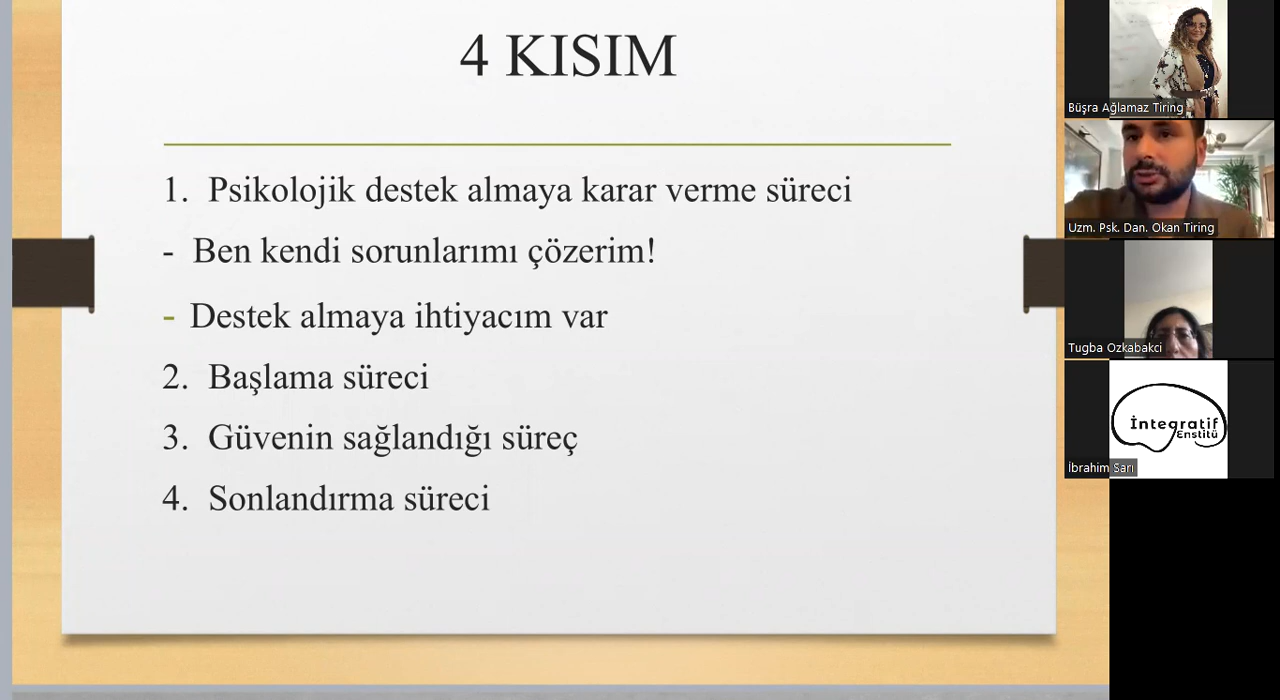 4 KISIM
1. Psikolojik destek almaya karar verme süreci
- Ben kendi sorunlarımı çözerim!
- Destek almaya ihtiyacım var
2. Başlama süreci
3. Güvenin sağlandığı süreç
4. Sonlandırma süreci
Büşra Ağlamaz Tiring
Uzm. Psk. Dan. Okan Tiring
Tugba Ozkabakci
İntegratif
Enstitü
İbrahim Sarı